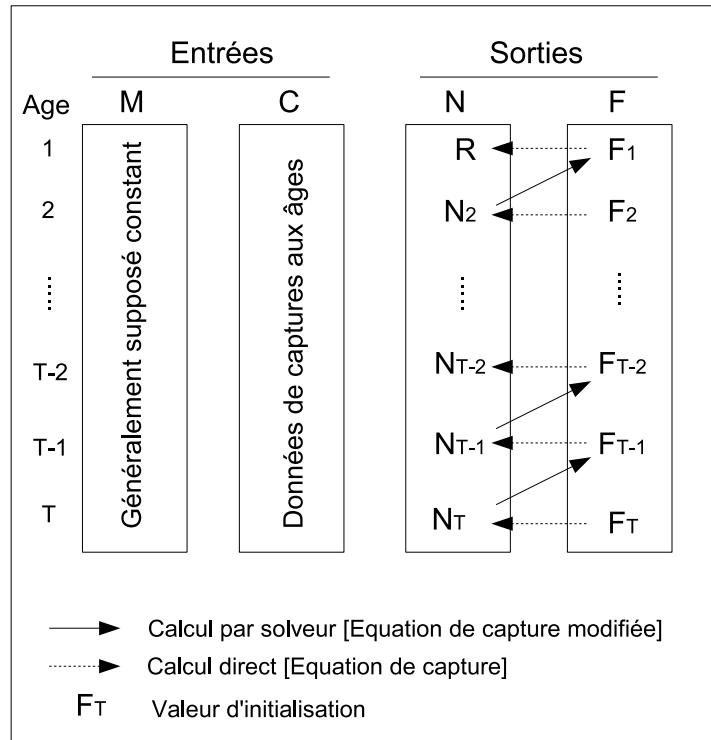 Entrées Sorties
Age M C N F
1 R F1
2 N2 F2
T-2 NT-2 FT-2
T-1 NT-1 FT-1
T NT FT
Généralement supposé constant
Données de captures aux âges
Calcul par solveur [Equation de capture modifiée]
Calcul direct [Equation de capture]
FT Valeur d'initialisation